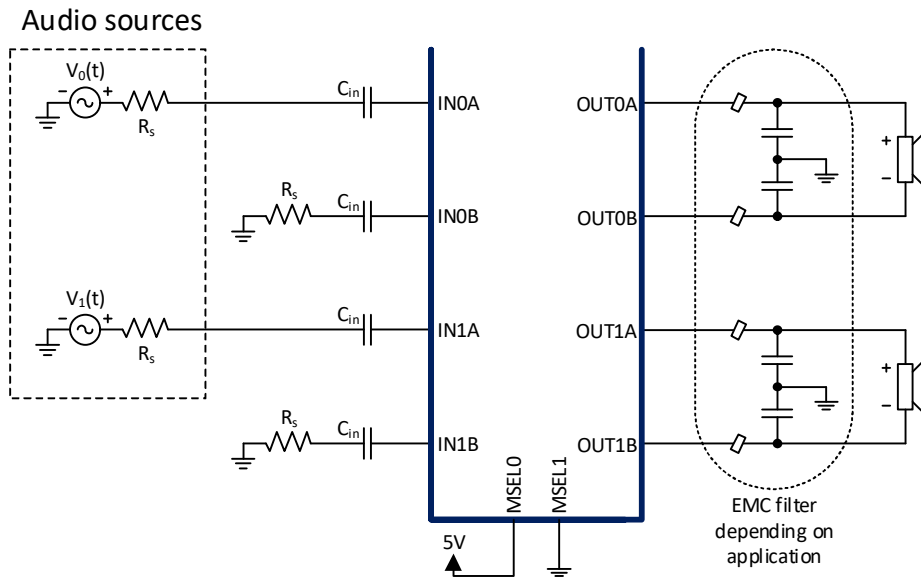 Audio sources
V₀(t)
- +
Rₛ
Cᵢₙ
IN0A
OUT0A
+
-
Rₛ
Cᵢₙ
IN0B
OUT0B
V₁(t)
- +
Rₛ
Cᵢₙ
IN1A
OUT1A
+
-
Rₛ
Cᵢₙ
IN1B
OUT1B
MSEL0
MSEL1
5V
EMC filter
depending on
application